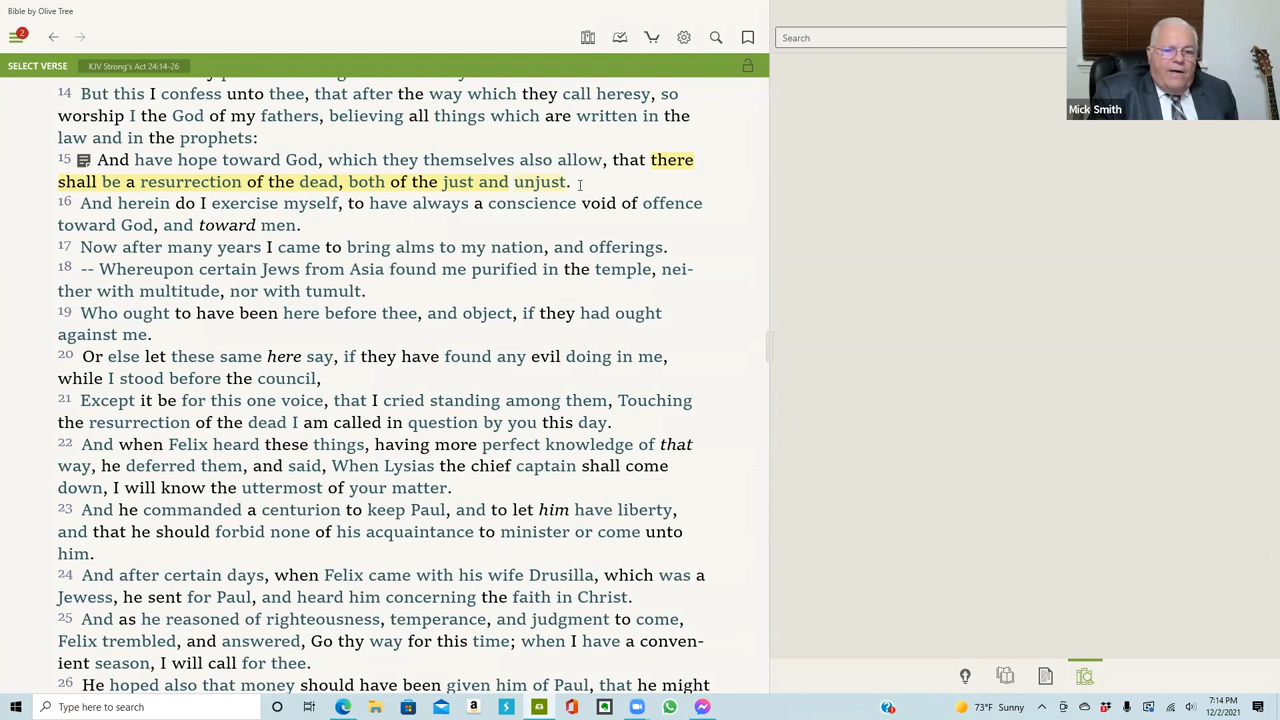 Bible by Olive Tree
2
SELECT VERSE KJV Strong's Act 24:14-26
14 But this I confess unto thee, that after the way which they call heresy, so
worship I the God of my fathers, believing all things which are written in the
law and in the prophets:
15 And have hope toward God, which they themselves also allow, that there
shall be a resurrection of the dead, both of the just and unjust.
16 And herein do I exercise myself, to have always a conscience void of offence
toward God, and toward men.
17 Now after many years I came to bring alms to my nation, and offerings.
18 -- Whereupon certain Jews from Asia found me purified in the temple, nei-
ther with multitude, nor with tumult.
19 Who ought to have been here before thee, and object, if they had ought
against me.
20 Or else let these same here say, if they have found any evil doing in me,
while I stood before the council,
21 Except it be for this one voice, that I cried standing among them, Touching
the resurrection of the dead I am called in question by you this day.
22 And when Felix heard these things, having more perfect knowledge of that
way, he deferred them, and said, When Lysias the chief captain shall come
down, I will know the uttermost of your matter.
23 And he commanded a centurion to keep Paul, and to let him have liberty,
and that he should forbid none of his acquaintance to minister or come unto
him.
24 And after certain days, when Felix came with his wife Drusilla, which was a
Jewess, he sent for Paul, and heard him concerning the faith in Christ.
25 And as he reasoned of righteousness, temperance, and judgment to come,
Felix trembled, and answered, Go thy way for this time; when I have a conven-
ient season, I will call for thee.
26 He hoped also that money should have been given him of Paul, that he might
Search
Mick Smith
Type here to search
73°F Sunny
7:14 PM
12/2/2021